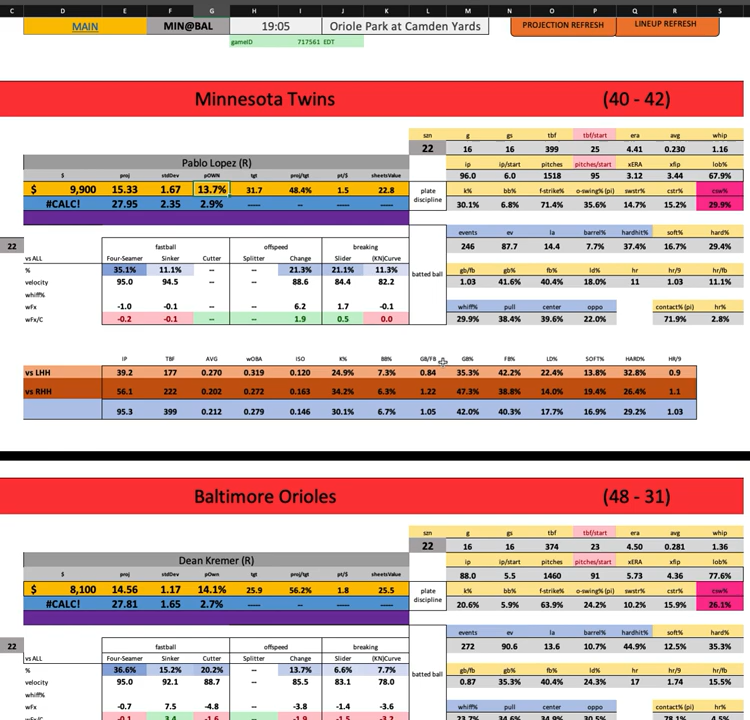 C D E F G H I J K L M N O P Q R S
MAIN MIN@BAL 19:05 Oriole Park at Camden Yards PROJECTION REFRESH LINEUP REFRESH
gameID 717561 EDT
Minnesota Twins (40 - 42)
szn g gs tbf tbf/start era avg whip
22 16 16 399 25 4.41 0.230 1.16
Pablo Lopez (R) ip ip/start pitches pitches/start xERA xfip lob%
$ proj stdDev pOWN tgt proj/tgt pt/$ sheetsValue 96.0 6.0 1518 95 3.12 3.44 67.9%
$ 9,900 15.33 1.67 13.7% 31.7 48.4% 1.5 22.8 plate discipline k% bb% f-strike% o-swing% (pi) swstr% cstr% csw%
#CALC! 27.95 2.35 2.9% ---- ---- --- ---- 30.1% 6.8% 71.4% 35.6% 14.7% 15.2% 29.9%
events ev la barrel% hardhit% soft% hard%
22 fastball offspeed breaking 246 87.7 14.4 7.7% 37.4% 16.7% 29.4%
vs ALL Four-Seamer Sinker Cutter Splitter Change Slider (KN)Curve
% 35.1% 11.1% -- -- 21.3% 21.1% 11.3% batted ball gb/fb gb% fb% ld% hr hr/9 hr/fb
velocity 95.0 94.5 -- -- 88.6 84.4 82.2 1.03 41.6% 40.4% 18.0% 11 1.03 11.1%
whiff%
wFx -1.0 -0.1 6.2 1.7 -0.1 whiff% pull center oppo contact% (pi) hr%
wFx/C -0.2 -0.1 -- -- 1.9 0.5 0.0 29.9% 38.4% 39.6% 22.0% 71.9% 2.8%
IP TBF AVG wOBA ISO K% BB% GB/FB GB% FB% LD% SOFT% HARD% HR/9
vs LHH 39.2 177 0.270 0.319 0.120 24.9% 7.3% 0.84 35.3% 42.2% 22.4% 13.8% 32.8% 0.9
vs RHH 56.1 222 0.202 0.272 0.163 34.2% 6.3% 1.22 47.3% 38.8% 14.0% 19.4% 26.4% 1.1
95.3 399 0.212 0.279 0.146 30.1% 6.7% 1.05 42.0% 40.3% 17.7% 16.9% 29.2% 1.03
Baltimore Orioles (48 - 31)
szn g gs tbf tbf/start era avg whip
22 16 16 374 23 4.50 0.281 1.36
Dean Kremer (R) ip ip/start pitches pitches/start xERA xfip lob%
$ proj stdDev pOwn tgt proj/tgt pt/$ sheetsValue 88.0 5.5 1460 91 5.73 4.36 77.6%
$ 8,100 14.56 1.17 14.1% 25.9 56.2% 1.8 25.5 plate discipline k% bb% f-strike% o-swing% (pi) swstr% cstr% csw%
#CALC! 27.81 1.65 2.7% ---- ---- --- ---- 20.6% 5.9% 63.9% 24.2% 10.2% 15.9% 26.1%
events ev la barrel% hardhit% soft% hard%
22 fastball offspeed breaking 272 90.6 13.6 10.7% 44.9% 12.5% 35.3%
vs ALL Four-Seamer Sinker Cutter Splitter Change Slider (KN)Curve
% 36.6% 15.2% 20.2% -- 13.7% 6.6% 7.7% batted ball gb/fb gb% fb% ld% hr hr/9 hr/fb
velocity 95.0 92.1 88.7 -- 85.5 83.1 78.0 0.87 35.3% 40.4% 24.3% 17 1.74 15.5%
whiff%
wFx -0.7 7.5 -4.8 -3.8 -1.4 -3.6 whiff% pull center oppo contact% (pi) hr%
wFx/C -0.1 3.4 -1.6 -- -1.9 -1.5 -3.2 23.7% 34.6% 34.9% 30.5% 78.1% 4.5%